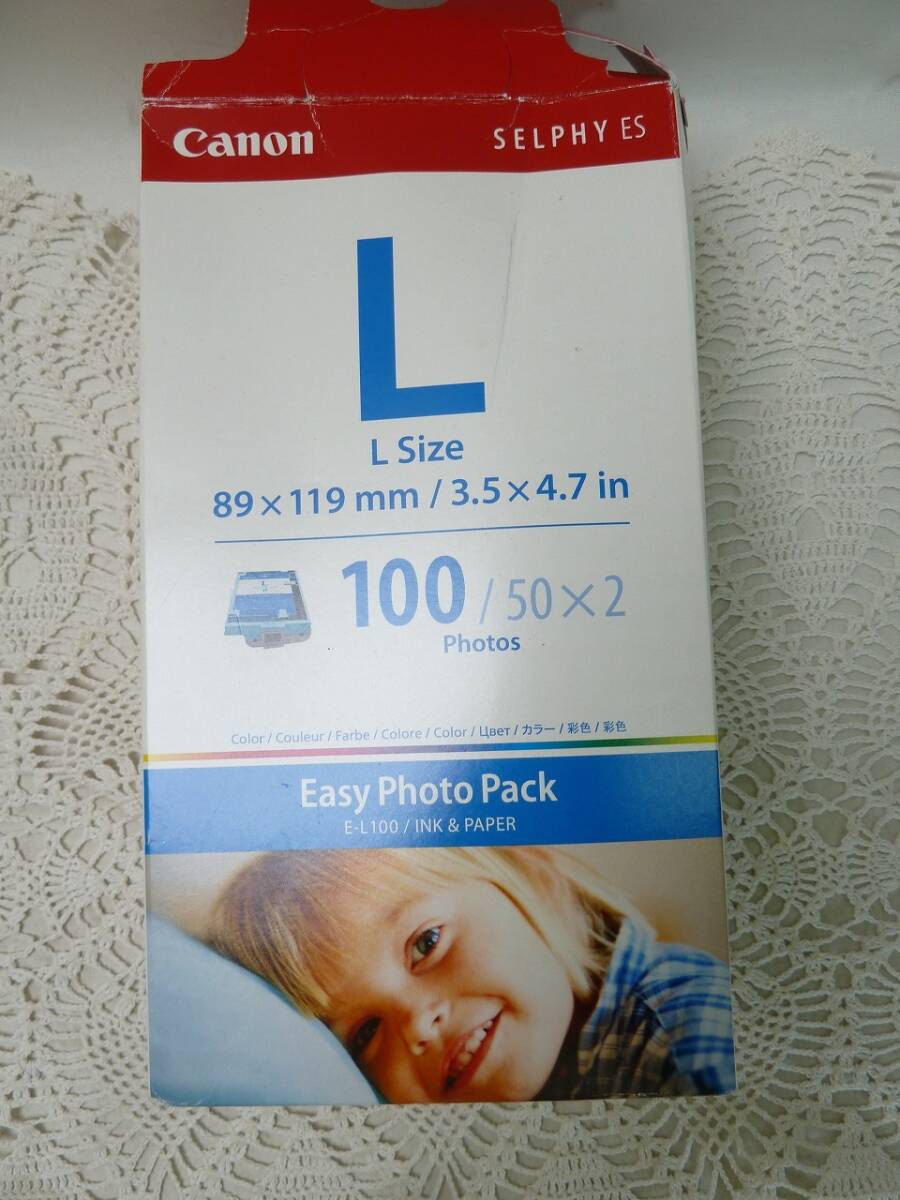 Canon
SELPHY ES
L
L Size
89×119 mm / 3.5×4.7 in
100 / 50×2
Photos
Color / Couleur / Farbe / Colore / Color / Цвет / カラー / 彩色 / 彩色
Easy Photo Pack
E-L100 / INK & PAPER